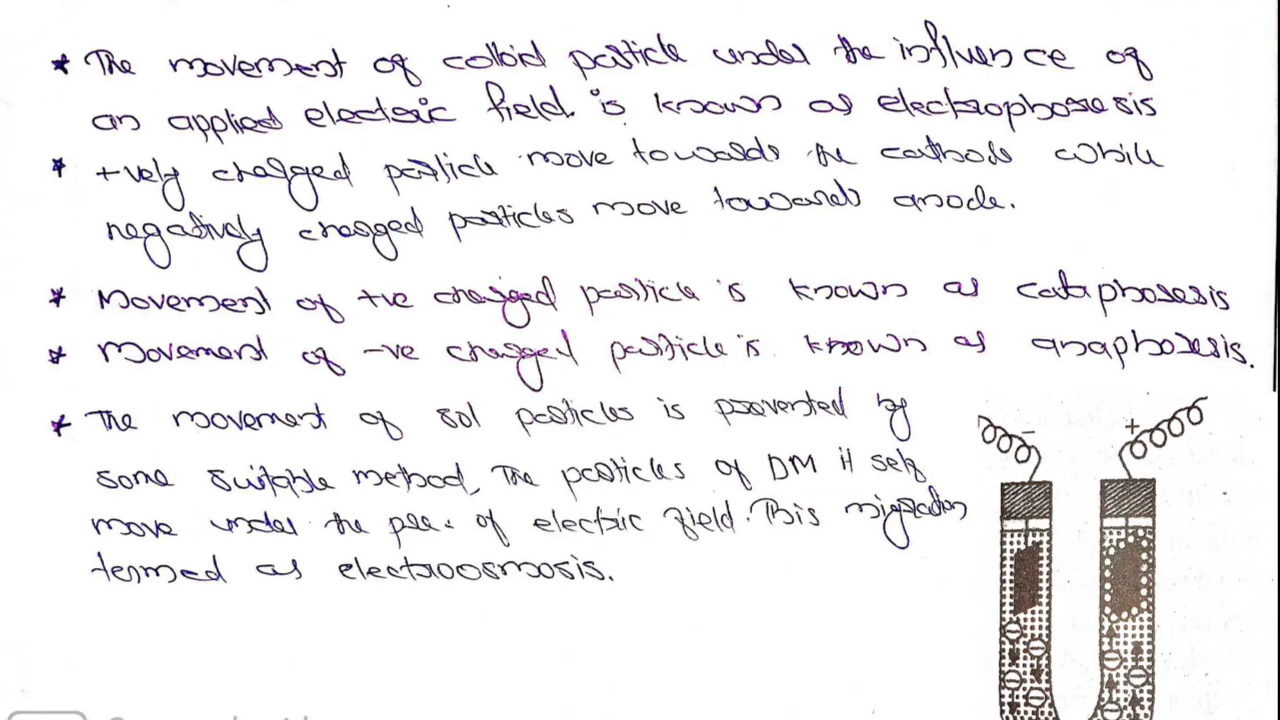 * The movement of colloid particle under the influence of
an applied electric field is known as electrophoresis
* +vely charged particle move towards the cathode while
negatively charged particles move towards anode.
* Movement of +ve charged particle is known as cataphoresis
* Movement of -ve charged particle is known as anaphoresis.
* The movement of sol particles is prevented by
some suitable method, The particles of DM it self
move under the of electric field. This migration
termed as electroosmosis.
- +